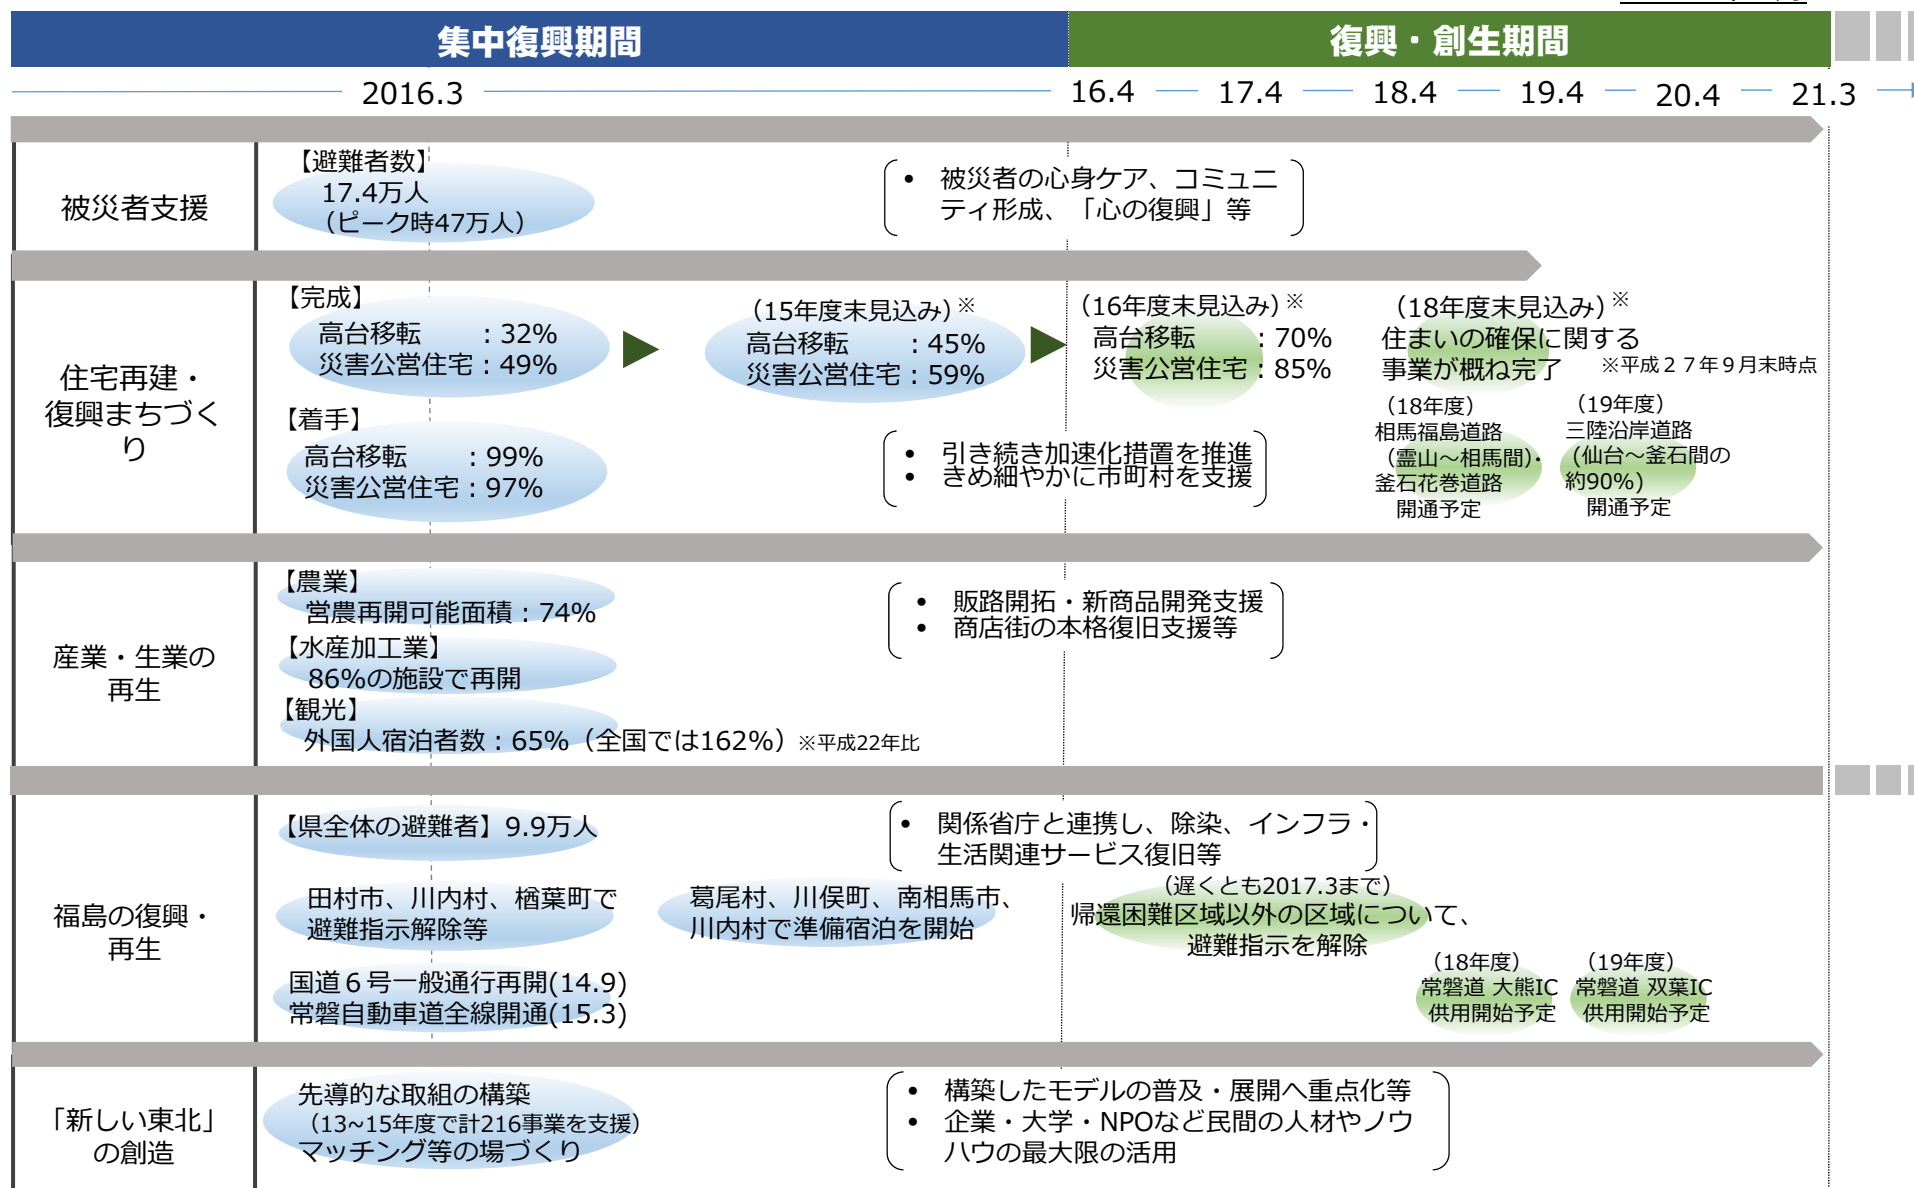 集中復興期間
復興・創生期間
2016.3
16.4
17.4
18.4
19.4
20.4
21.3
被災者支援
【避難者数】
17.4万人
（ピーク時47万人）
• 被災者の心身ケア、コミュニ
ティ形成、「心の復興」等
住宅再建・
復興まちづく
り
【完成】
高台移転　　：32%
災害公営住宅：49%
（15年度末見込み）※
高台移転　　：45%
災害公営住宅：59%
（16年度末見込み）※
高台移転　　：70%
災害公営住宅：85%
（18年度末見込み）※
住まいの確保に関する
事業が概ね完了
※平成２７年９月末時点
【着手】
高台移転　　：99%
災害公営住宅：97%
• 引き続き加速化措置を推進
• きめ細やかに市町村を支援
（18年度）
相馬福島道路
（霊山～相馬間）・
釜石花巻道路
開通予定
（19年度）
三陸沿岸道路
(仙台～釜石間の
約90%)
開通予定
産業・生業の
再生
【農業】
営農再開可能面積：74%
【水産加工業】
86%の施設で再開
【観光】
外国人宿泊者数：65%（全国では162%）※平成22年比
• 販路開拓・新商品開発支援
• 商店街の本格復旧支援等
福島の復興・
再生
【県全体の避難者】9.9万人
• 関係省庁と連携し、除染、インフラ・
生活関連サービス復旧等
田村市、川内村、楢葉町で
避難指示解除等
葛尾村、川俣町、南相馬市、
川内村で準備宿泊を開始
（遅くとも2017.3まで）
帰還困難区域以外の区域について、
避難指示を解除
国道６号一般通行再開(14.9)
常磐自動車道全線開通(15.3)
（18年度）
常磐道 大熊IC
供用開始予定
（19年度）
常磐道 双葉IC
供用開始予定
「新しい東北」
の創造
先導的な取組の構築
（13~15年度で計216事業を支援）
マッチング等の場づくり
• 構築したモデルの普及・展開へ重点化等
• 企業・大学・NPOなど民間の人材やノウ
ハウの最大限の活用